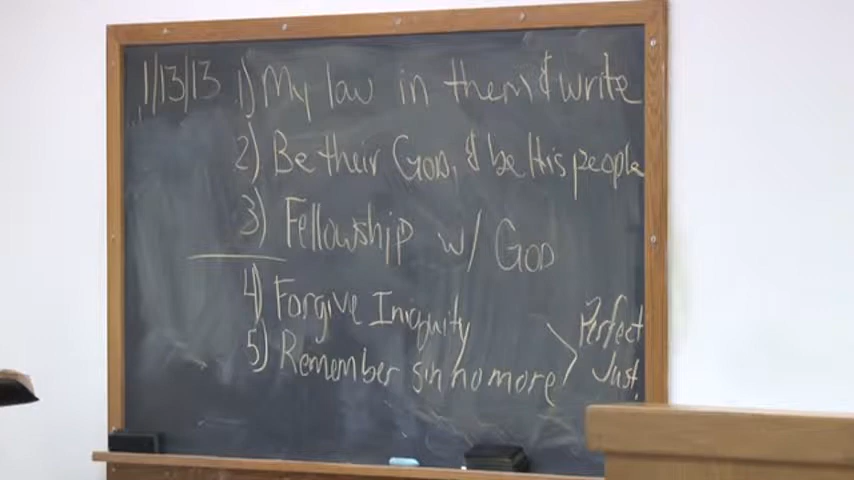 1/13/13 1) My law in them & write
2) Be their God, & be His people
3) Fellowship w/ God
4) Forgive Iniquity
5) Remember sin no more
Perfect
Just.